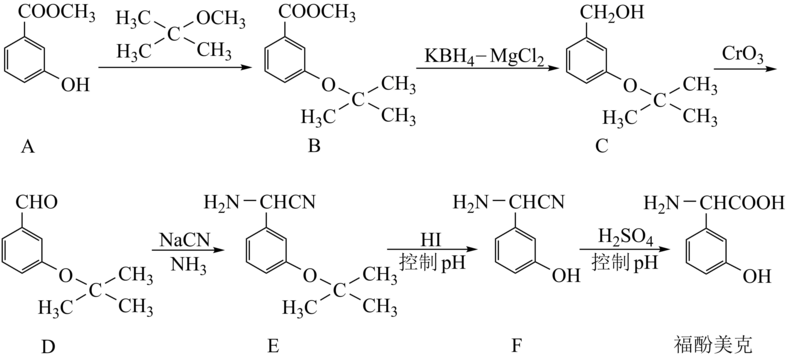 COOCH₃
OH
A
H₃C OCH₃
C
H₃C CH₃
COOCH₃
O CH₃
C
H₃C CH₃
B
KBH₄－MgCl₂
CH₂OH
O CH₃
C
H₃C CH₃
C
CrO₃
CHO
O CH₃
C
H₃C CH₃
D
NaCN
NH₃
H₂N－CHCN
O CH₃
C
H₃C CH₃
E
HI
控制pH
H₂N－CHCN
OH
F
H₂SO₄
控制pH
H₂N－CHCOOH
OH
福酚美克